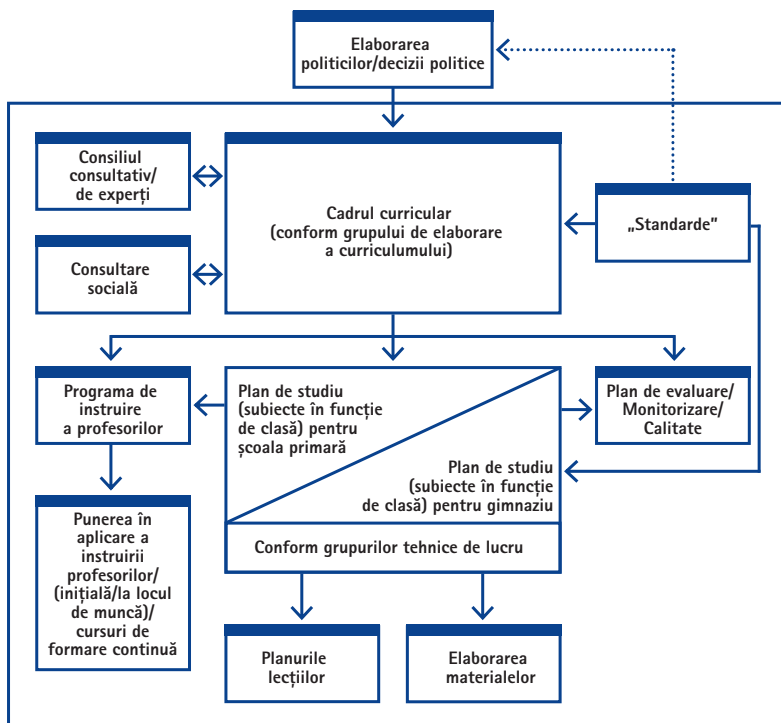 Elaborarea
politicilor/decizii politice
Consiliul
consultativ/
de experți
Cadrul curricular
(conform grupului de elaborare
a curriculumului)
„Standarde”
Consultare
socială
Programa de
instruire
a profesorilor
Plan de studiu
(subiecte în funcție
de clasă) pentru
școala primară
Plan de evaluare/
Monitorizare/
Calitate
Plan de studiu
(subiecte în funcție
de clasă) pentru gimnaziu
Punerea în
aplicare a
instruirii
profesorilor/
(inițială/la locul
de muncă)/
cursuri de
formare continuă
Conform grupurilor tehnice de lucru
Planurile
lecțiilor
Elaborarea
materialelor